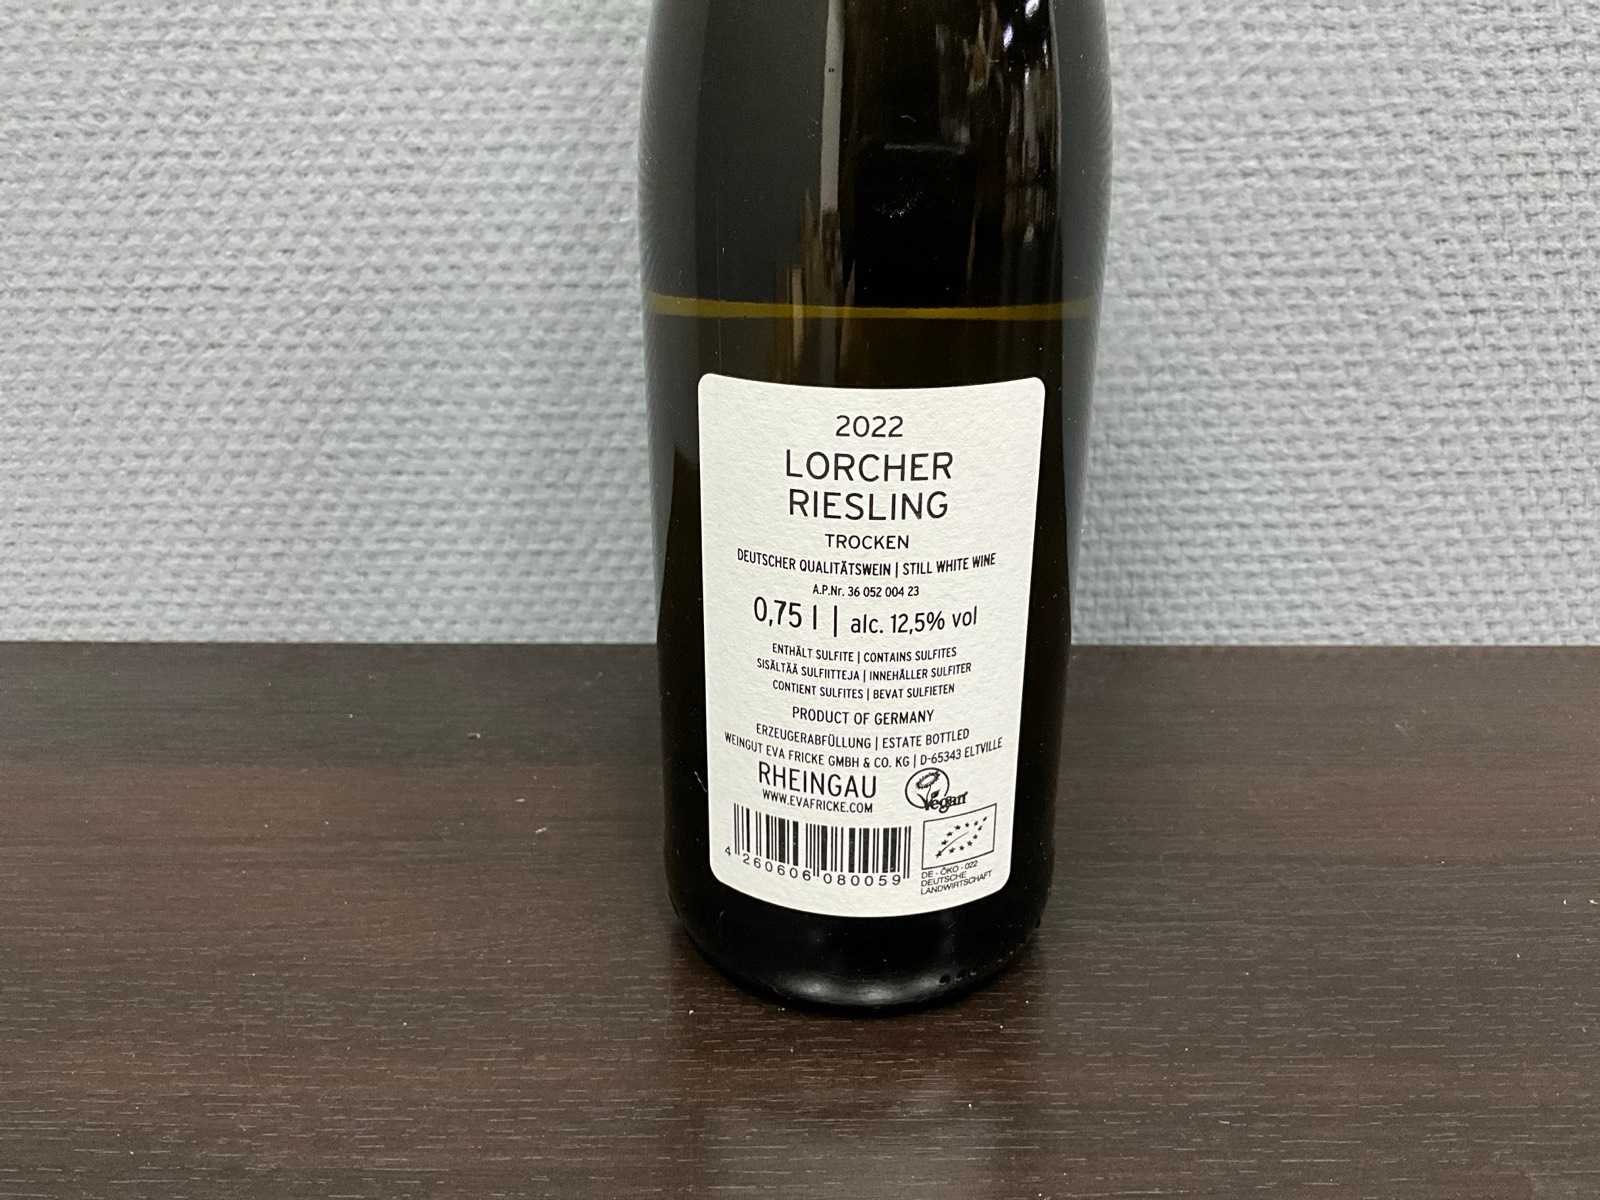 2022
LORCHER
RIESLING
TROCKEN
DEUTSCHER QUALITÄTSWEIN | STILL WHITE WINE
A.P.Nr. 36 052 004 23
0,75 l | alc. 12,5% vol
ENTHÄLT SULFITE | CONTAINS SULFITES
SISÄLTÄÄ SULFIITTEJA | INNEHÅLLER SULFITER
CONTIENT SULFITES | BEVAT SULFIETEN
PRODUCT OF GERMANY
ERZEUGERABFÜLLUNG | ESTATE BOTTLED
WEINGUT EVA FRICKE GMBH & CO. KG | D-65343 ELTVILLE
RHEINGAU
WWW.EVAFRICKE.COM
Vegan
4 260606 080059
DE - ÖKO - 022
DEUTSCHE
LANDWIRTSCHAFT